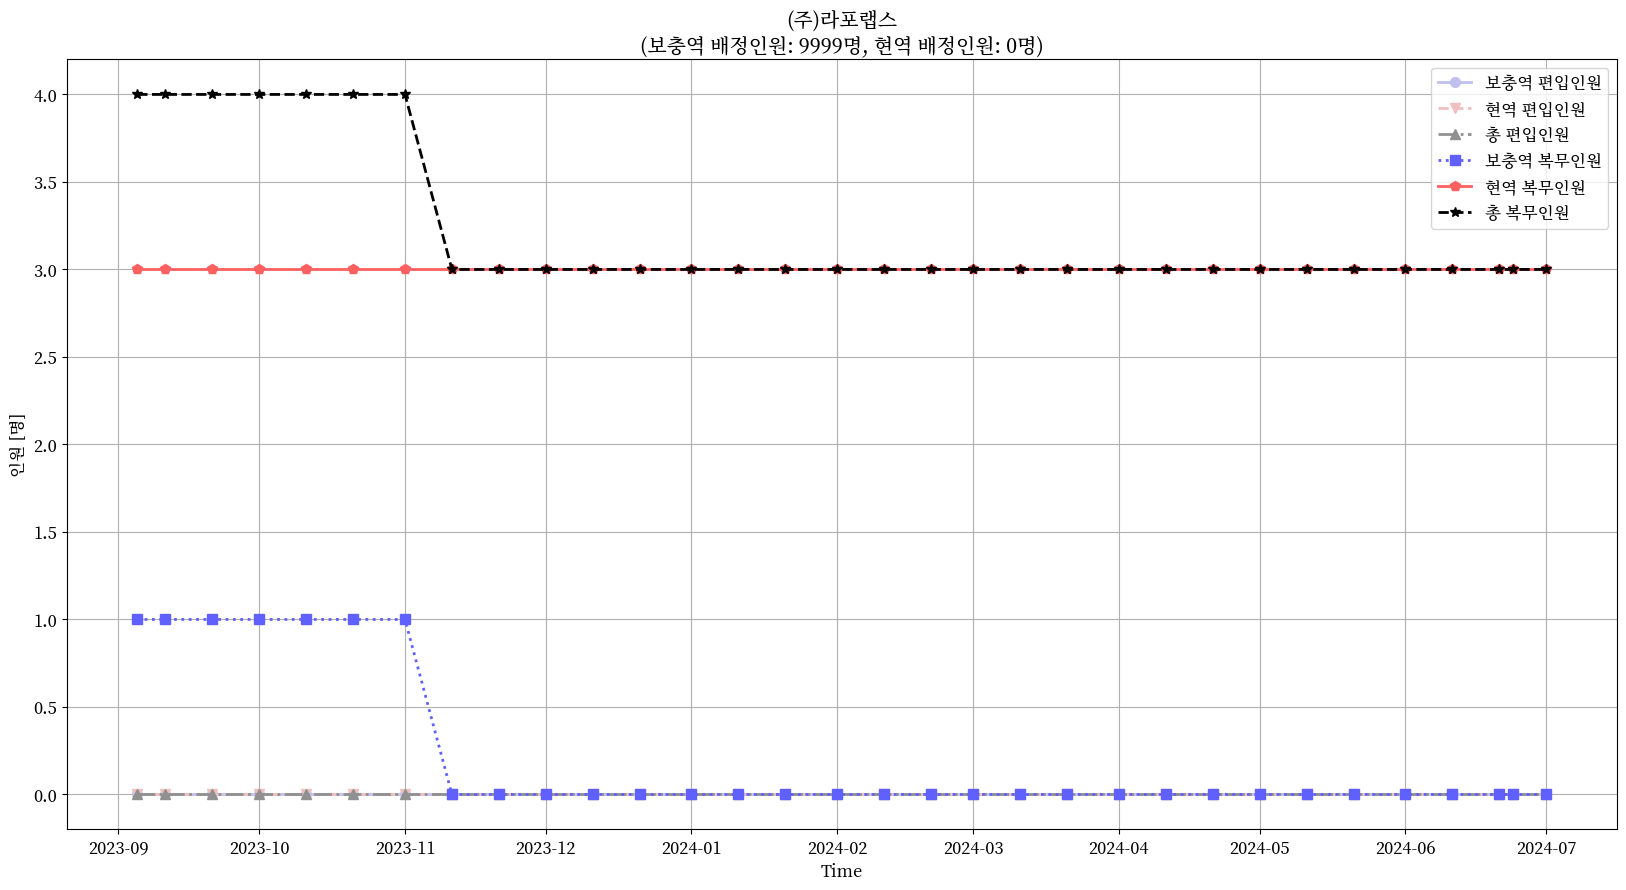 (주)라포랩스
(보충역 배정인원: 9999명, 현역 배정인원: 0명)
보충역 편입인원
현역 편입인원
총 편입인원
보충역 복무인원
현역 복무인원
총 복무인원
인원 [명]
4.0
3.5
3.0
2.5
2.0
1.5
1.0
0.5
0.0
2023-09 2023-10 2023-11 2023-12 2024-01 2024-02 2024-03 2024-04 2024-05 2024-06 2024-07
Time